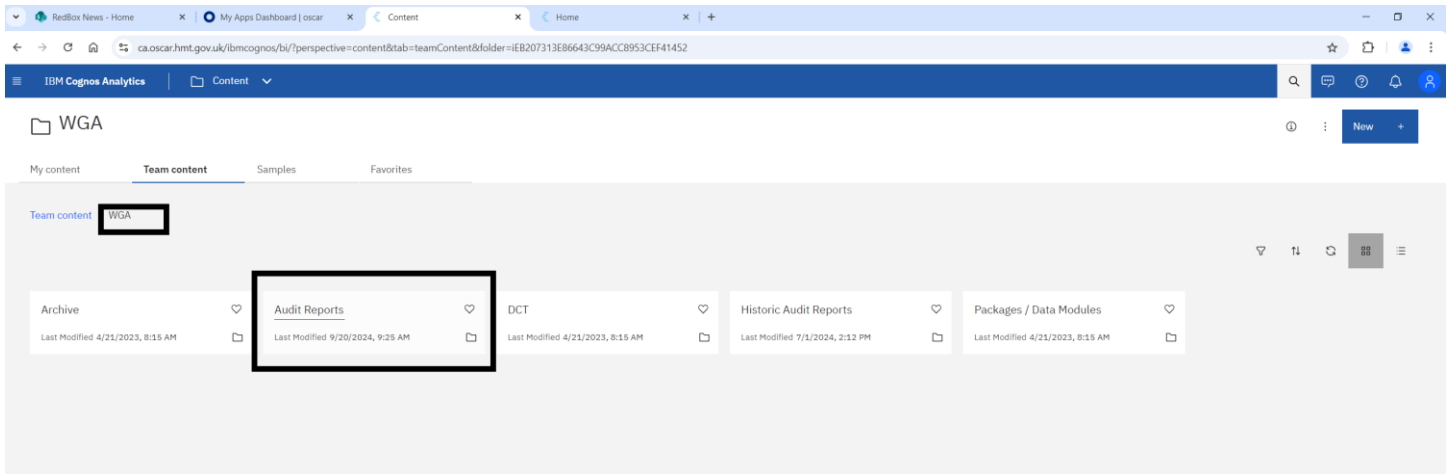 RedBox News - Home
My Apps Dashboard | oscar
Content
Home
ca.oscar.hmt.gov.uk/ibmcognos/bi/?perspective=content&tab=teamContent&folder=iEB207313E86643C99ACC8953CEF41452
IBM Cognos Analytics
Content
WGA
New +
My content Team content Samples Favorites
Team content WGA
Archive Audit Reports DCT Historic Audit Reports Packages / Data Modules
Last Modified 4/21/2023, 8:15 AM Last Modified 9/20/2024, 9:25 AM Last Modified 4/21/2023, 8:15 AM Last Modified 7/1/2024, 2:12 PM Last Modified 4/21/2023, 8:15 AM